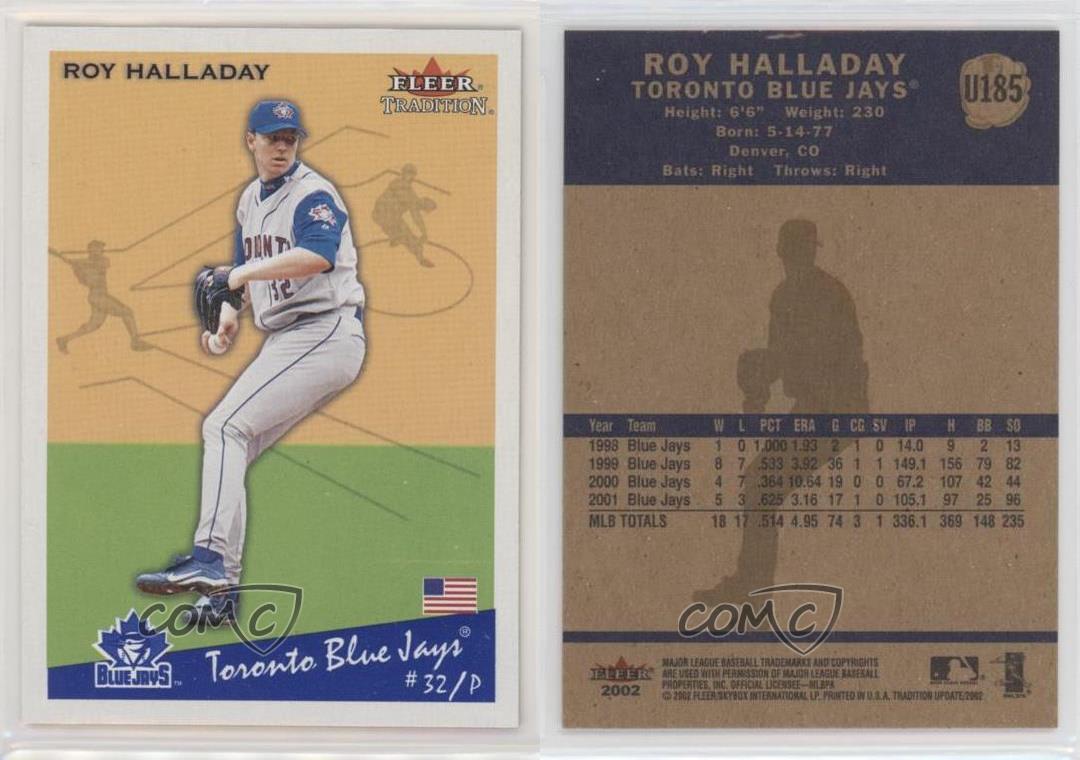 ROY HALLADAY
FLEER
TRADITION®
32
BLUEJAYS™
Toronto Blue Jays®
#32/P
COMC
ROY HALLADAY
TORONTO BLUE JAYS®
U185
Height: 6'6" Weight: 230
Born: 5-14-77
Denver, CO
Bats: Right Throws: Right
Year Team W L PCT ERA G CG SV IP H BB SO
1998 Blue Jays 1 0 1.000 1.93 2 1 0 14.0 9 2 13
1999 Blue Jays 8 7 .533 3.92 36 1 1 149.1 156 79 82
2000 Blue Jays 4 7 .364 10.64 19 0 0 67.2 107 42 44
2001 Blue Jays 5 3 .625 3.16 17 1 0 105.1 97 25 96
MLB TOTALS 18 17 .514 4.95 74 3 1 336.1 369 148 235
COMC
FLEER
2002
MAJOR LEAGUE BASEBALL TRADEMARKS AND COPYRIGHTS
ARE USED WITH PERMISSION OF MAJOR LEAGUE BASEBALL
PROPERTIES, INC. OFFICIAL LICENSEE—MLBPA
© 2002 FLEER/SKYBOX INTERNATIONAL LP. PRINTED IN U.S.A. TRADITION UPDATE/2002